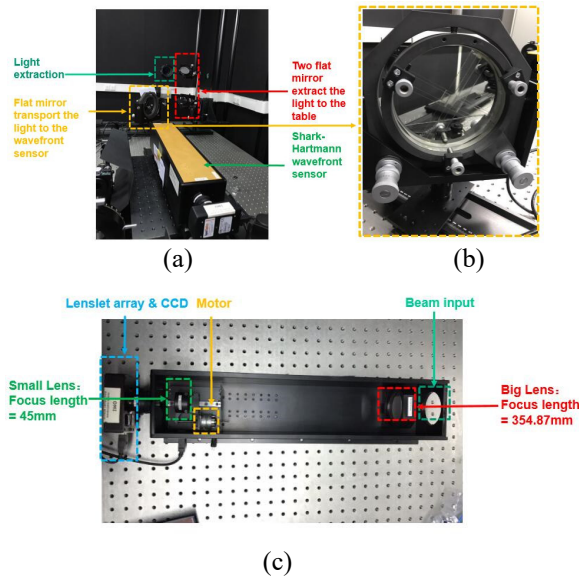 Light
extraction
Flat mirror
transport the
light to the
wavefront
sensor
Two flat
mirror
extract the
light to the
table
Shark-
Hartmann
wavefront
sensor
(a)
(b)
Lenslet array & CCD
Motor
Beam input
Small Lens:
Focus length
= 45mm
Big Lens:
Focus length
= 354.87mm
(c)